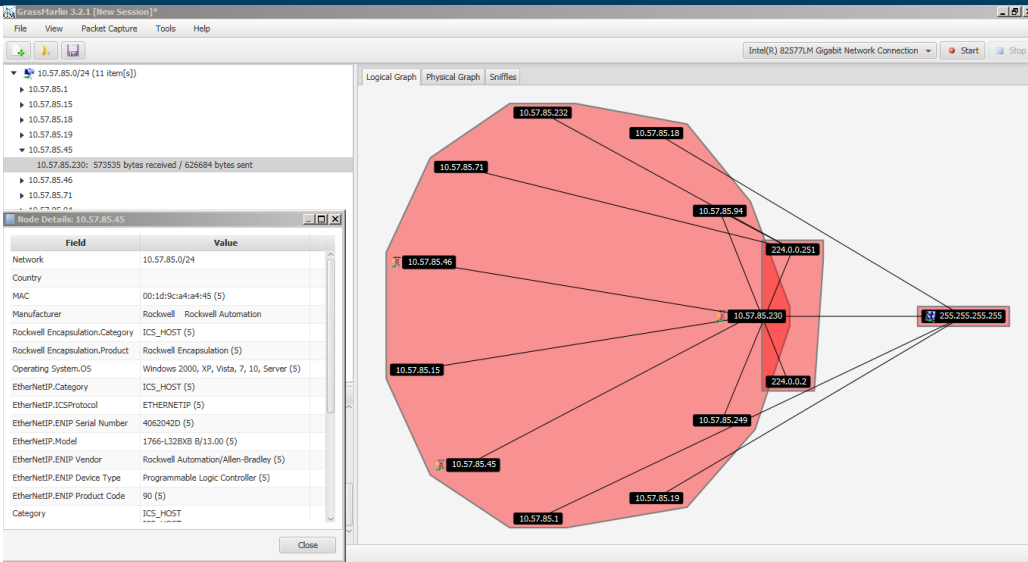 GrassMarlin 3.2.1 [New Session]*
File View Packet Capture Tools Help
Intel(R) 82577LM Gigabit Network Connection Start Stop
10.57.85.0/24 (11 item[s])
10.57.85.1
10.57.85.15
10.57.85.18
10.57.85.19
10.57.85.45
10.57.85.230: 573535 bytes received / 626684 bytes sent
10.57.85.46
10.57.85.71
Node Details: 10.57.85.45
Field Value
Network 10.57.85.0/24
Country
MAC 00:1d:9c:a4:a4:45 (5)
Manufacturer Rockwell Rockwell Automation
Rockwell Encapsulation.Category ICS_HOST (5)
Rockwell Encapsulation.Product Rockwell Encapsulation (5)
Operating System.OS Windows 2000, XP, Vista, 7, 10, Server (5)
EtherNetIP.Category ICS_HOST (5)
EtherNetIP.ICSProtocol ETHERNETIP (5)
EtherNetIP.ENIP Serial Number 4062042D (5)
EtherNetIP.Model 1766-L32BXB B/13.00 (5)
EtherNetIP.ENIP Vendor Rockwell Automation/Allen-Bradley (5)
EtherNetIP.ENIP Device Type Programmable Logic Controller (5)
EtherNetIP.ENIP Product Code 90 (5)
Category ICS_HOST
Close
Logical Graph Physical Graph Sniffles
10.57.85.232
10.57.85.18
10.57.85.71
10.57.85.94
224.0.0.251
10.57.85.46
10.57.85.230
255.255.255.255
10.57.85.15
224.0.0.2
10.57.85.249
10.57.85.45
10.57.85.19
10.57.85.1